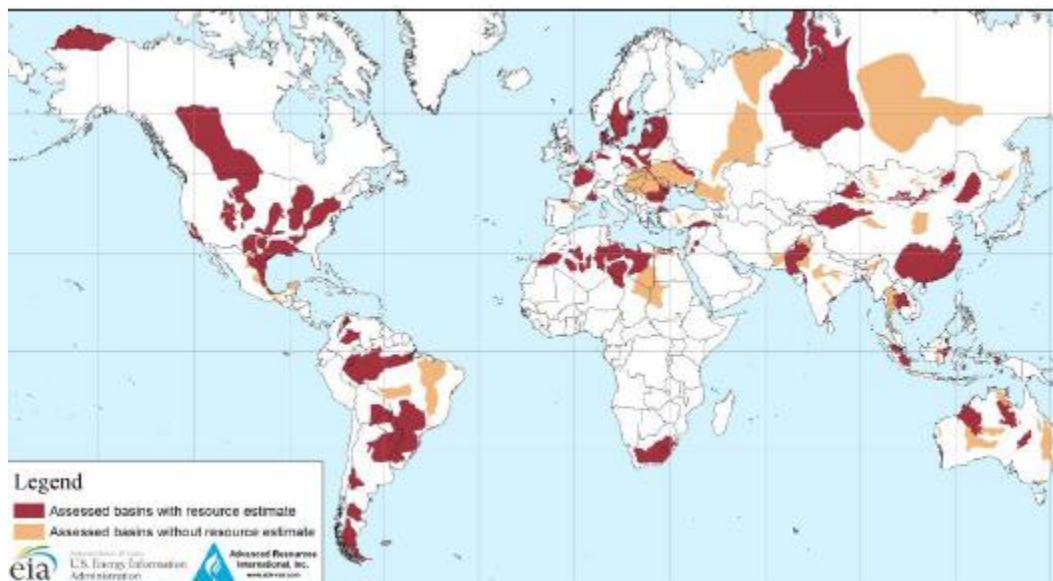 Legend
Assessed basins with resource estimate
Assessed basins without resource estimate
eia
U.S. Energy Information
Administration
Advanced Resources
International, Inc.